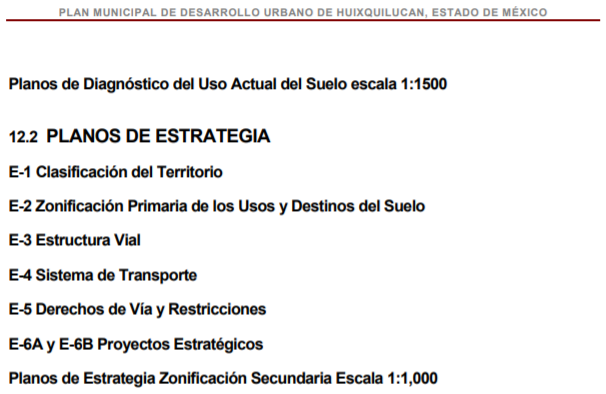 PLAN MUNICIPAL DE DESARROLLO URBANO DE HUIXQUILUCAN, ESTADO DE MÉXICO
Planos de Diagnóstico del Uso Actual del Suelo escala 1:1500
12.2 PLANOS DE ESTRATEGIA
E-1 Clasificación del Territorio
E-2 Zonificación Primaria de los Usos y Destinos del Suelo
E-3 Estructura Vial
E-4 Sistema de Transporte
E-5 Derechos de Vía y Restricciones
E-6A y E-6B Proyectos Estratégicos
Planos de Estrategia Zonificación Secundaria Escala 1:1,000